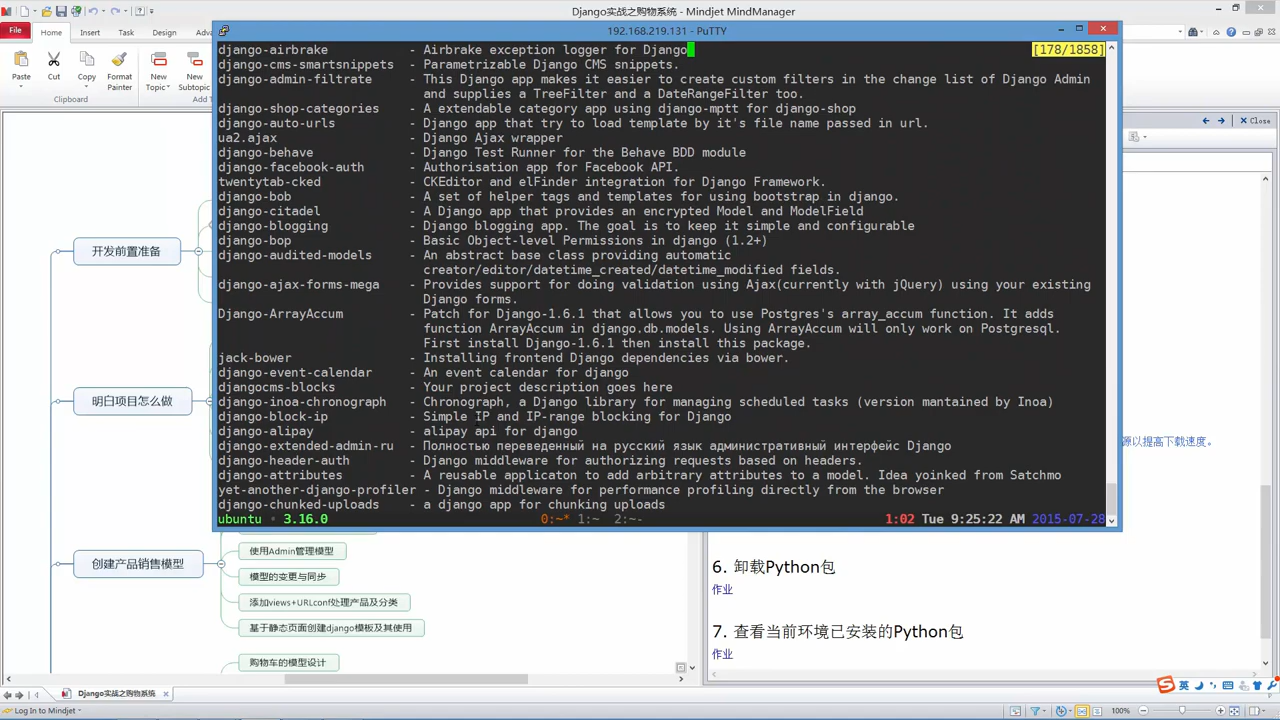 Django实战之购物系统 - Mindjet MindManager
File
Home
Insert
Task
Design
192.168.219.131 - PuTTY
Paste
Cut
Copy
Format
Painter
New
Topic
New
Subtopic
Clipboard
Add T
django-airbrake - Airbrake exception logger for Django
[178/1858]
django-cms-smartsnippets - Parametrizable Django CMS snippets.
django-admin-filtrate - This Django app makes it easier to create custom filters in the change list of Django Admin
and supplies a TreeFilter and a DateRangeFilter too.
django-shop-categories - A extendable category app using django-mptt for django-shop
django-auto-urls - Django app that try to load template by it's file name passed in url.
ua2.ajax - Django Ajax wrapper
django-behave - Django Test Runner for the Behave BDD module
django-facebook-auth - Authorisation app for Facebook API.
twentytab-cked - CKEditor and elFinder integration for Django Framework.
django-bob - A set of helper tags and templates for using bootstrap in django.
django-citadel - A Django app that provides an encrypted Model and ModelField
django-blogging - Django blogging app. The goal is to keep it simple and configurable
django-bop - Basic Object-level Permissions in django (1.2+)
django-audited-models - An abstract base class providing automatic
creator/editor/datetime_created/datetime_modified fields.
django-ajax-forms-mega - Provides support for doing validation using Ajax(currently with jQuery) using your existing
Django forms.
Django-ArrayAccum - Patch for Django-1.6.1 that allows you to use Postgres's array_accum function. It adds
function ArrayAccum in django.db.models. Using ArrayAccum will only work on Postgresql.
First install Django-1.6.1 then install this package.
jack-bower - Installing frontend Django dependencies via bower.
django-event-calendar - An event calendar for django
djangocms-blocks - Your project description goes here
django-inoa-chronograph - Chronograph, a Django library for managing scheduled tasks (version mantained by Inoa)
django-block-ip - Simple IP and IP-range blocking for Django
django-alipay - alipay api for django
django-extended-admin-ru - Полностью переведенный на русский язык административный интерфейс Django
django-header-auth - Django middleware for authorizing requests based on headers.
django-attributes - A reusable applicaton to add arbitrary attributes to a model. Idea yoinked from Satchmo
yet-another-django-profiler - Django middleware for performance profiling directly from the browser
django-chunked-uploads - a django app for chunking uploads
ubuntu • 3.16.0 0:~* 1:~ 2:~- 1:02 Tue 9:25:22 AM 2015-07-28
Close
开发前置准备
明白项目怎么做
源以提高下载速度。
创建产品销售模型
使用Admin管理模型
模型的变更与同步
添加views+URLconf处理产品及分类
基于静态页面创建django模板及其使用
购物车的模型设计
6. 卸载Python包
作业
7. 查看当前环境已安装的Python包
作业
Django实战之购物系统
英
Log In to Mindjet
100%